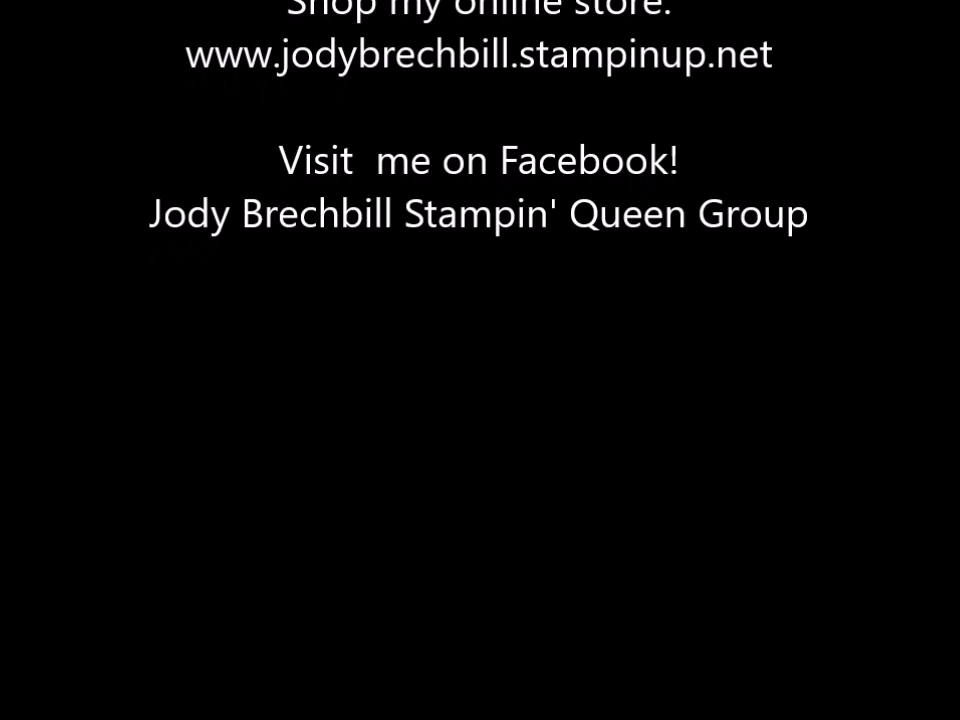 Shop my online store:
www.jodybrechbill.stampinup.net
Visit  me on Facebook!
Jody Brechbill Stampin' Queen Group